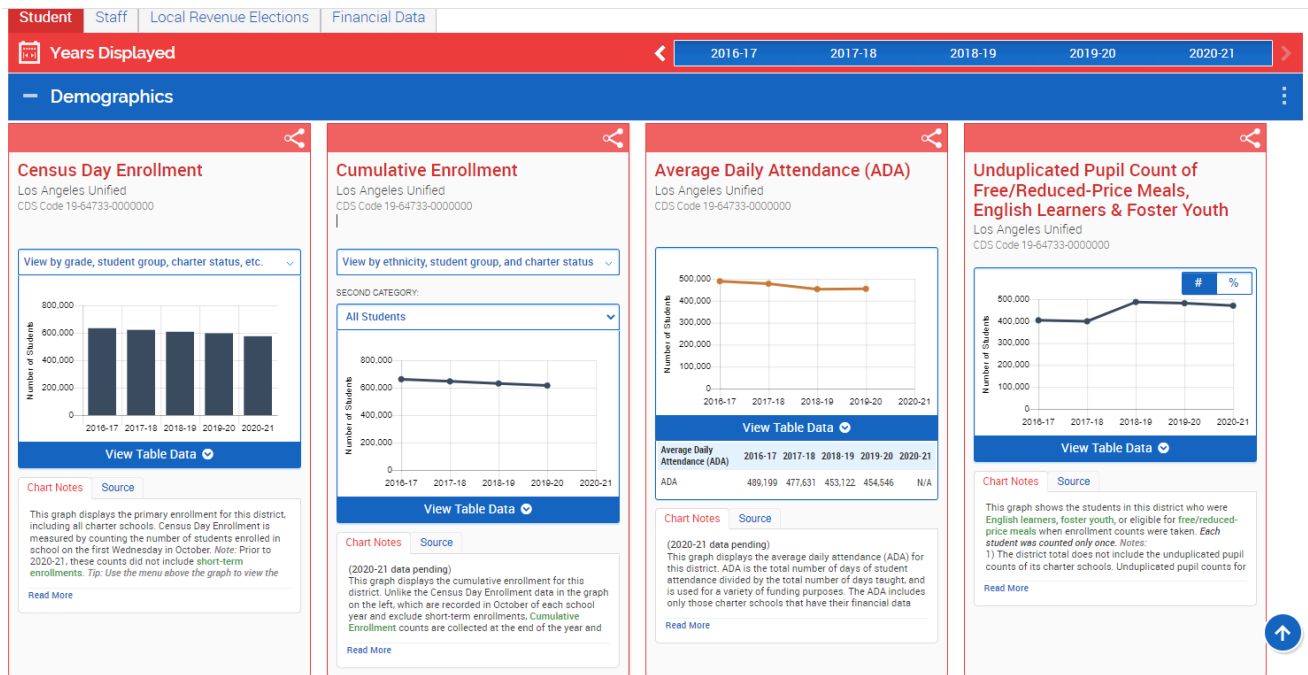 Student
Staff
Local Revenue Elections
Financial Data
Years Displayed
2016-17 2017-18 2018-19 2019-20 2020-21
Demographics
Census Day Enrollment
Los Angeles Unified
CDS Code 19-64733-0000000
View by grade, student group, charter status, etc.
800,000
600,000
400,000
200,000
0
Number of Students
2016-17 2017-18 2018-19 2019-20 2020-21
View Table Data
Chart Notes Source
This graph displays the primary enrollment for this district,
including all charter schools. Census Day Enrollment is
measured by counting the number of students enrolled in
school on the first Wednesday in October. Note: Prior to
2020-21, these counts did not include short-term
enrollments. Tip: Use the menu above the graph to view the
Read More
Cumulative Enrollment
Los Angeles Unified
CDS Code 19-64733-0000000
View by ethnicity, student group, and charter status
SECOND CATEGORY:
All Students
800,000
600,000
400,000
200,000
0
Number of Students
2016-17 2017-18 2018-19 2019-20 2020-21
View Table Data
Chart Notes Source
(2020-21 data pending)
This graph displays the cumulative enrollment for this
district. Unlike the Census Day Enrollment data in the graph
on the left, which are recorded in October of each school
year and exclude short-term enrollments, Cumulative
Enrollment counts are collected at the end of the year and
Read More
Average Daily Attendance (ADA)
Los Angeles Unified
CDS Code 19-64733-0000000
500,000
400,000
300,000
200,000
100,000
0
Number of Students
2016-17 2017-18 2018-19 2019-20 2020-21
View Table Data
Average Daily
Attendance (ADA) 2016-17 2017-18 2018-19 2019-20 2020-21
ADA 489,199 477,631 453,122 454,546 N/A
Chart Notes Source
(2020-21 data pending)
This graph displays the average daily attendance (ADA) for
this district. ADA is the total number of days of student
attendance divided by the total number of days taught, and
is used for a variety of funding purposes. The ADA includes
only those charter schools that have their financial data
Read More
Unduplicated Pupil Count of
Free/Reduced-Price Meals,
English Learners & Foster Youth
Los Angeles Unified
CDS Code 19-64733-0000000
# %
500,000
400,000
300,000
200,000
100,000
0
Number of Students
2016-17 2017-18 2018-19 2019-20 2020-21
View Table Data
Chart Notes Source
This graph shows the students in this district who were
English learners, foster youth, or eligible for free/reduced-
price meals when enrollment counts were taken. Each
student was counted only once. Notes:
1) The district total does not include the unduplicated pupil
counts of its charter schools. Unduplicated pupil counts for
Read More